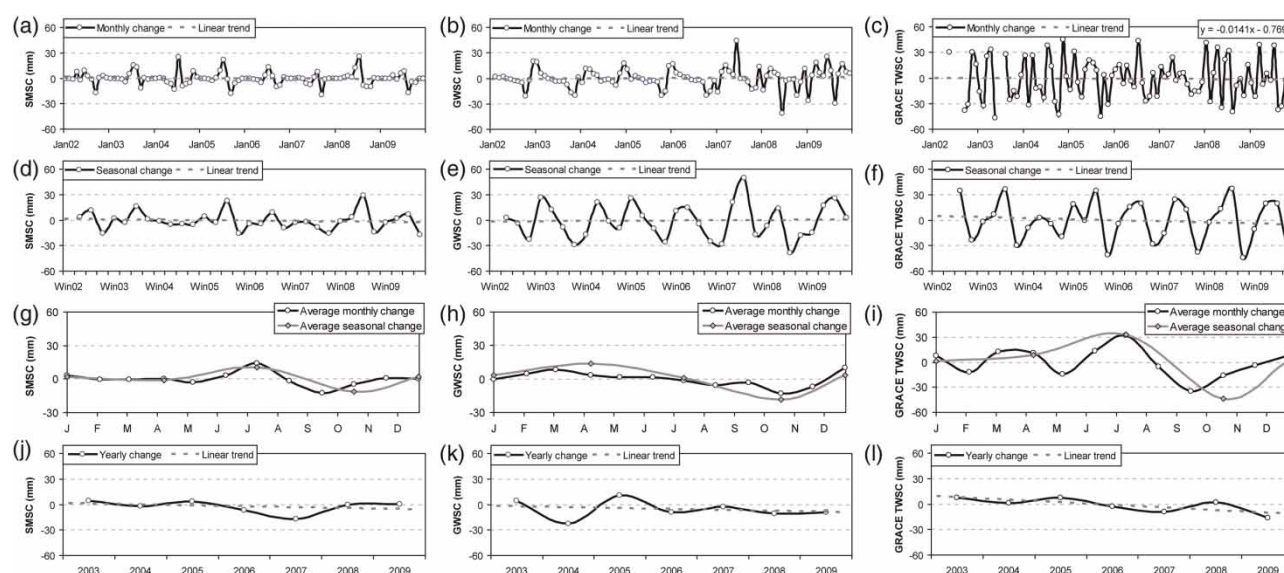 (a) Monthly change Linear trend
SMSC (mm)
60
30
0
-30
-60
Jan02 Jan03 Jan04 Jan05 Jan06 Jan07 Jan08 Jan09
(b) Monthly change Linear trend
GWSC (mm)
60
30
0
-30
-60
Jan02 Jan03 Jan04 Jan05 Jan06 Jan07 Jan08 Jan09
(c) Monthly change Linear trend y = -0.0141x - 0.769
GRACE TWSC (mm)
60
30
0
-30
-60
Jan02 Jan03 Jan04 Jan05 Jan06 Jan07 Jan08 Jan09
(d) Seasonal change Linear trend
SMSC (mm)
60
30
0
-30
-60
Win02 Win03 Win04 Win05 Win06 Win07 Win08 Win09
(e) Seasonal change Linear trend
GWSC (mm)
60
30
0
-30
-60
Win02 Win03 Win04 Win05 Win06 Win07 Win08 Win09
(f) Seasonal change Linear trend
GRACE TWSC (mm)
60
30
0
-30
-60
Win02 Win03 Win04 Win05 Win06 Win07 Win08 Win09
(g) Average monthly change
Average seasonal change
SMSC (mm)
60
30
0
-30
J F M A M J J A S O N D
(h) Average monthly change
Average seasonal change
GWSC (mm)
60
30
0
-30
J F M A M J J A S O N D
(i) Average monthly change
Average seasonal change
GRACE TWSC (mm)
60
30
0
-30
-60
J F M A M J J A S O N D
(j) Yearly change Linear trend
SMSC (mm)
60
30
0
-30
-60
2003 2004 2005 2006 2007 2008 2009
(k) Yearly change Linear trend
GWSC (mm)
60
30
0
-30
-60
2003 2004 2005 2006 2007 2008 2009
(l) Yearly change Linear trend
GRACE TWSC (mm)
60
30
0
-30
-60
2003 2004 2005 2006 2007 2008 2009